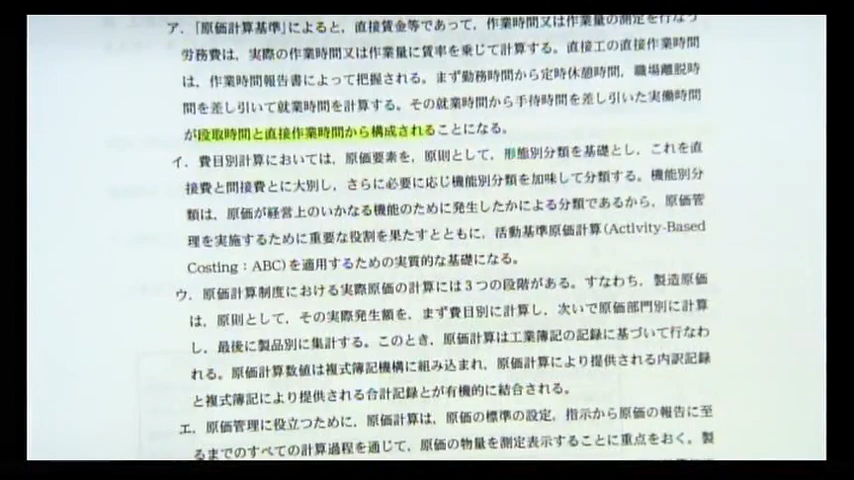 ア．「原価計算基準」によると，直接賃金等であって，作業時間又は作業量の測定を行なう
労務費は，実際の作業時間又は作業量に賃率を乗じて計算する。直接工の直接作業時間
は，作業時間報告書によって把握される。まず勤務時間から定時休憩時間，職場離脱時
間を差し引いて就業時間を計算する。その就業時間から手待時間を差し引いた実働時間
が段取時間と直接作業時間から構成されることになる。
イ．費目別計算においては，原価要素を，原則として，形態別分類を基礎とし，これを直
接費と間接費とに大別し，さらに必要に応じ機能別分類を加味して分類する。機能別分
類は，原価が経営上のいかなる機能のために発生したかによる分類であるから，原価管
理を実施するために重要な役割を果たすとともに，活動基準原価計算(Activity-Based
Costing：ABC)を適用するための実質的な基礎になる。
ウ．原価計算制度における実際原価の計算には３つの段階がある。すなわち，製造原価
は，原則として，その実際発生額を，まず費目別に計算し，次いで原価部門別に計算
し，最後に製品別に集計する。このとき，原価計算は工業簿記の記録に基づいて行なわ
れる。原価計算数値は複式簿記機構に組み込まれ，原価計算により提供される内訳記録
と複式簿記により提供される合計記録とが有機的に結合される。
エ．原価管理に役立つために，原価計算は，原価の標準の設定，指示から原価の報告に至
るまでのすべての計算過程を通じて，原価の物量を測定表示することに重点をおく。製